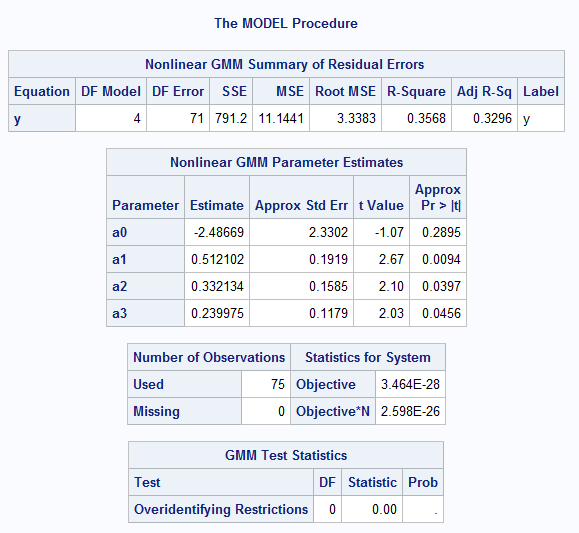 The MODEL Procedure
Nonlinear GMM Summary of Residual Errors
Equation DF Model DF Error SSE MSE Root MSE R-Square Adj R-Sq Label
y 4 71 791.2 11.1441 3.3383 0.3568 0.3296 y
Nonlinear GMM Parameter Estimates
Parameter Estimate Approx Std Err t Value Approx
Pr > |t|
a0 -2.48669 2.3302 -1.07 0.2895
a1 0.512102 0.1919 2.67 0.0094
a2 0.332134 0.1585 2.10 0.0397
a3 0.239975 0.1179 2.03 0.0456
Number of Observations Statistics for System
Used 75 Objective 3.464E-28
Missing 0 Objective*N 2.598E-26
GMM Test Statistics
Test DF Statistic Prob
Overidentifying Restrictions 0 0.00 .